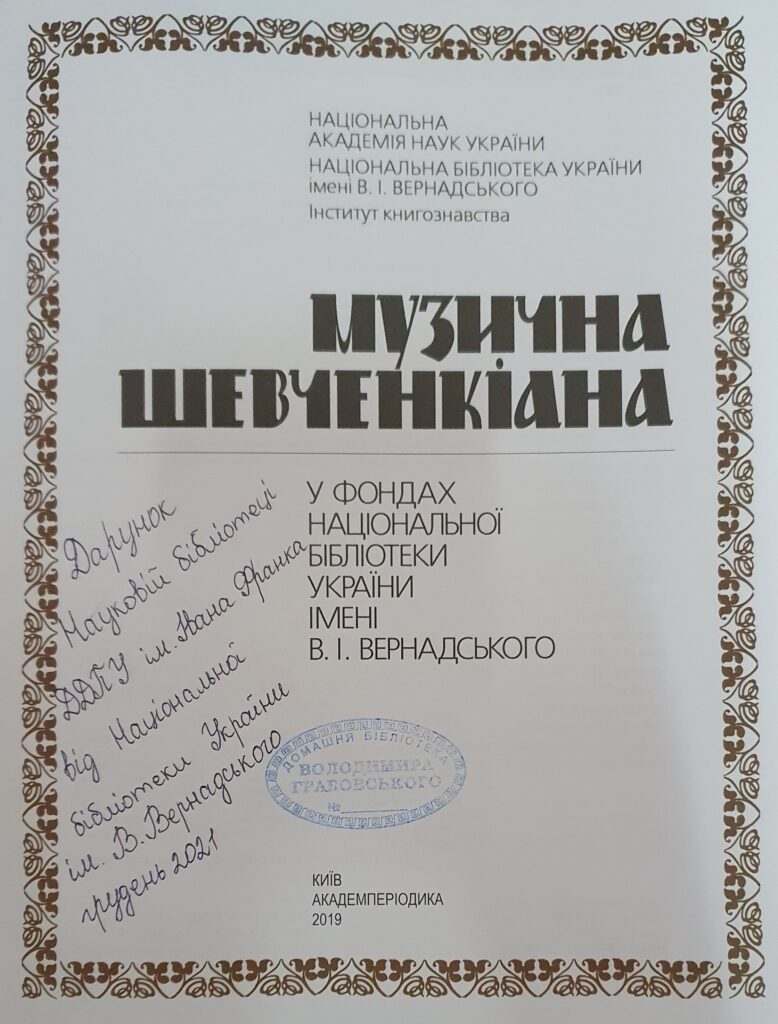 НАЦІОНАЛЬНА
АКАДЕМІЯ НАУК УКРАЇНИ
НАЦІОНАЛЬНА БІБЛІОТЕКА УКРАЇНИ
імені В. І. ВЕРНАДСЬКОГО
Інститут книгознавства
МУЗИЧНА
ШЕВЧЕНКІАНА
У ФОНДАХ
НАЦІОНАЛЬНОЇ
БІБЛІОТЕКИ
УКРАЇНИ
ІМЕНІ
В. І. ВЕРНАДСЬКОГО
Дарунок
Науковій бібліотеці
ДДПУ ім. Івана Франка
від Національної
бібліотеки України
ім. В. Вернадського
грудень 2021
ДОМАШНЯ БІБЛІОТЕКА
ВОЛОДИМИРА
ГРАБОВСЬКОГО
№
КИЇВ
АКАДЕМПЕРІОДИКА
2019